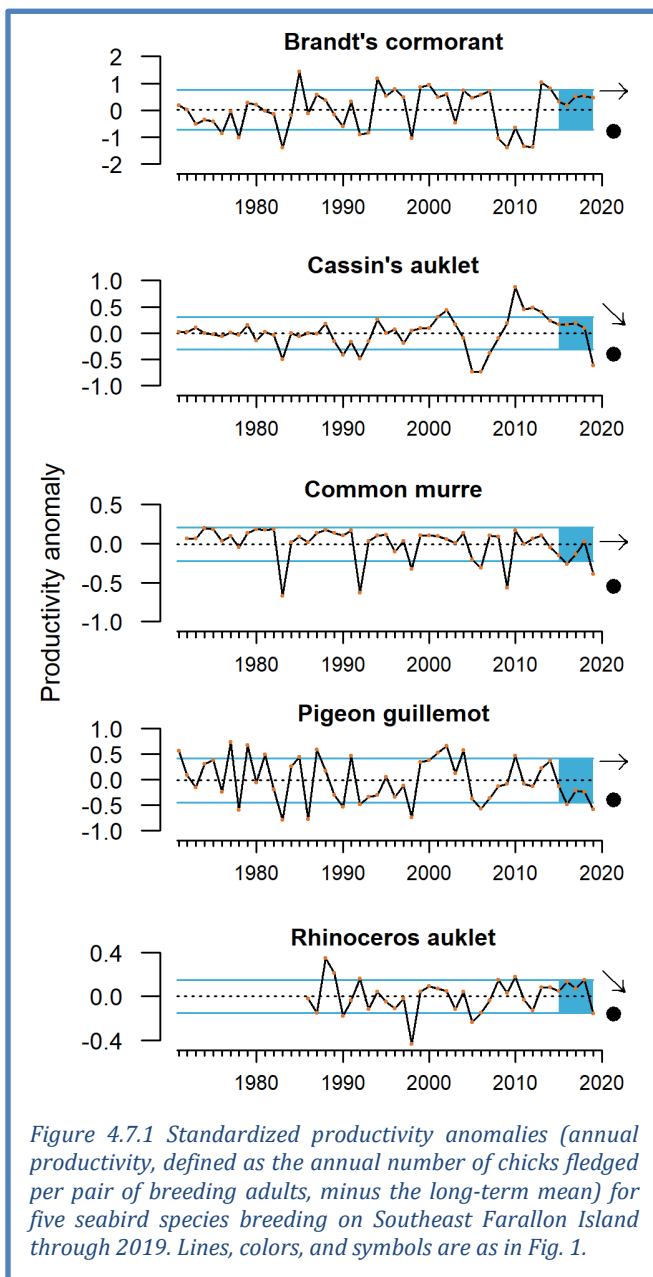 Brandt's cormorant
2
1
0
-1
-2
1980 1990 2000 2010 2020
Cassin's auklet
1.0
0.5
0.0
-0.5
-1.0
1980 1990 2000 2010 2020
Productivity anomaly
Common murre
0.5
0.0
-0.5
-1.0
1980 1990 2000 2010 2020
Pigeon guillemot
1.0
0.5
0.0
-0.5
-1.0
1980 1990 2000 2010 2020
Rhinoceros auklet
0.4
0.0
-0.4
1980 1990 2000 2010 2020
Figure 4.7.1 Standardized productivity anomalies (annual
productivity, defined as the annual number of chicks fledged
per pair of breeding adults, minus the long-term mean) for
five seabird species breeding on Southeast Farallon Island
through 2019. Lines, colors, and symbols are as in Fig. 1.